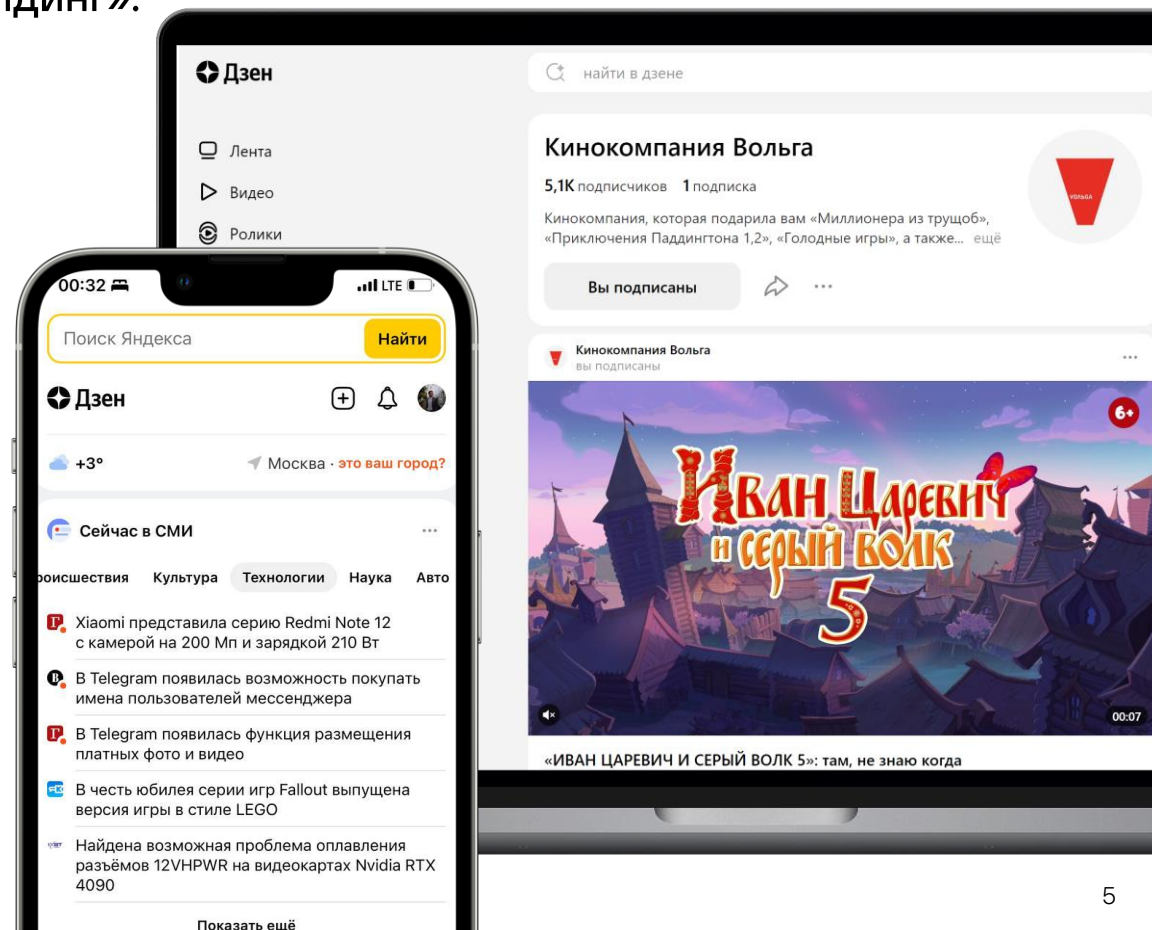 Дзен
найти в дзене
Лента
Видео
Ролики
Кинокомпания Вольга
5,1К подписчиков 1 подписка
Кинокомпания, которая подарила вам «Миллионера из трущоб»,
«Приключения Паддингтона 1,2», «Голодные игры», а также... ещё
Вы подписаны
VOЛЬGA
Кинокомпания Вольга
вы подписаны
6+
Иван Царевич
и серый волк
5
00:07
«ИВАН ЦАРЕВИЧ И СЕРЫЙ ВОЛК 5»: там, не знаю когда
00:32
LTE
Поиск Яндекса
Найти
Дзен
+3°
Москва · это ваш город?
Сейчас в СМИ
роисшествия Культура Технологии Наука Авто
Xiaomi представила серию Redmi Note 12
с камерой на 200 Мп и зарядкой 210 Вт
В Telegram появилась возможность покупать
имена пользователей мессенджера
В Telegram появилась функция размещения
платных фото и видео
В честь юбилея серии игр Fallout выпущена
версия игры в стиле LEGO
Найдена возможная проблема оплавления
разъёмов 12VHPWR на видеокартах Nvidia RTX
4090
Показать ещё
5